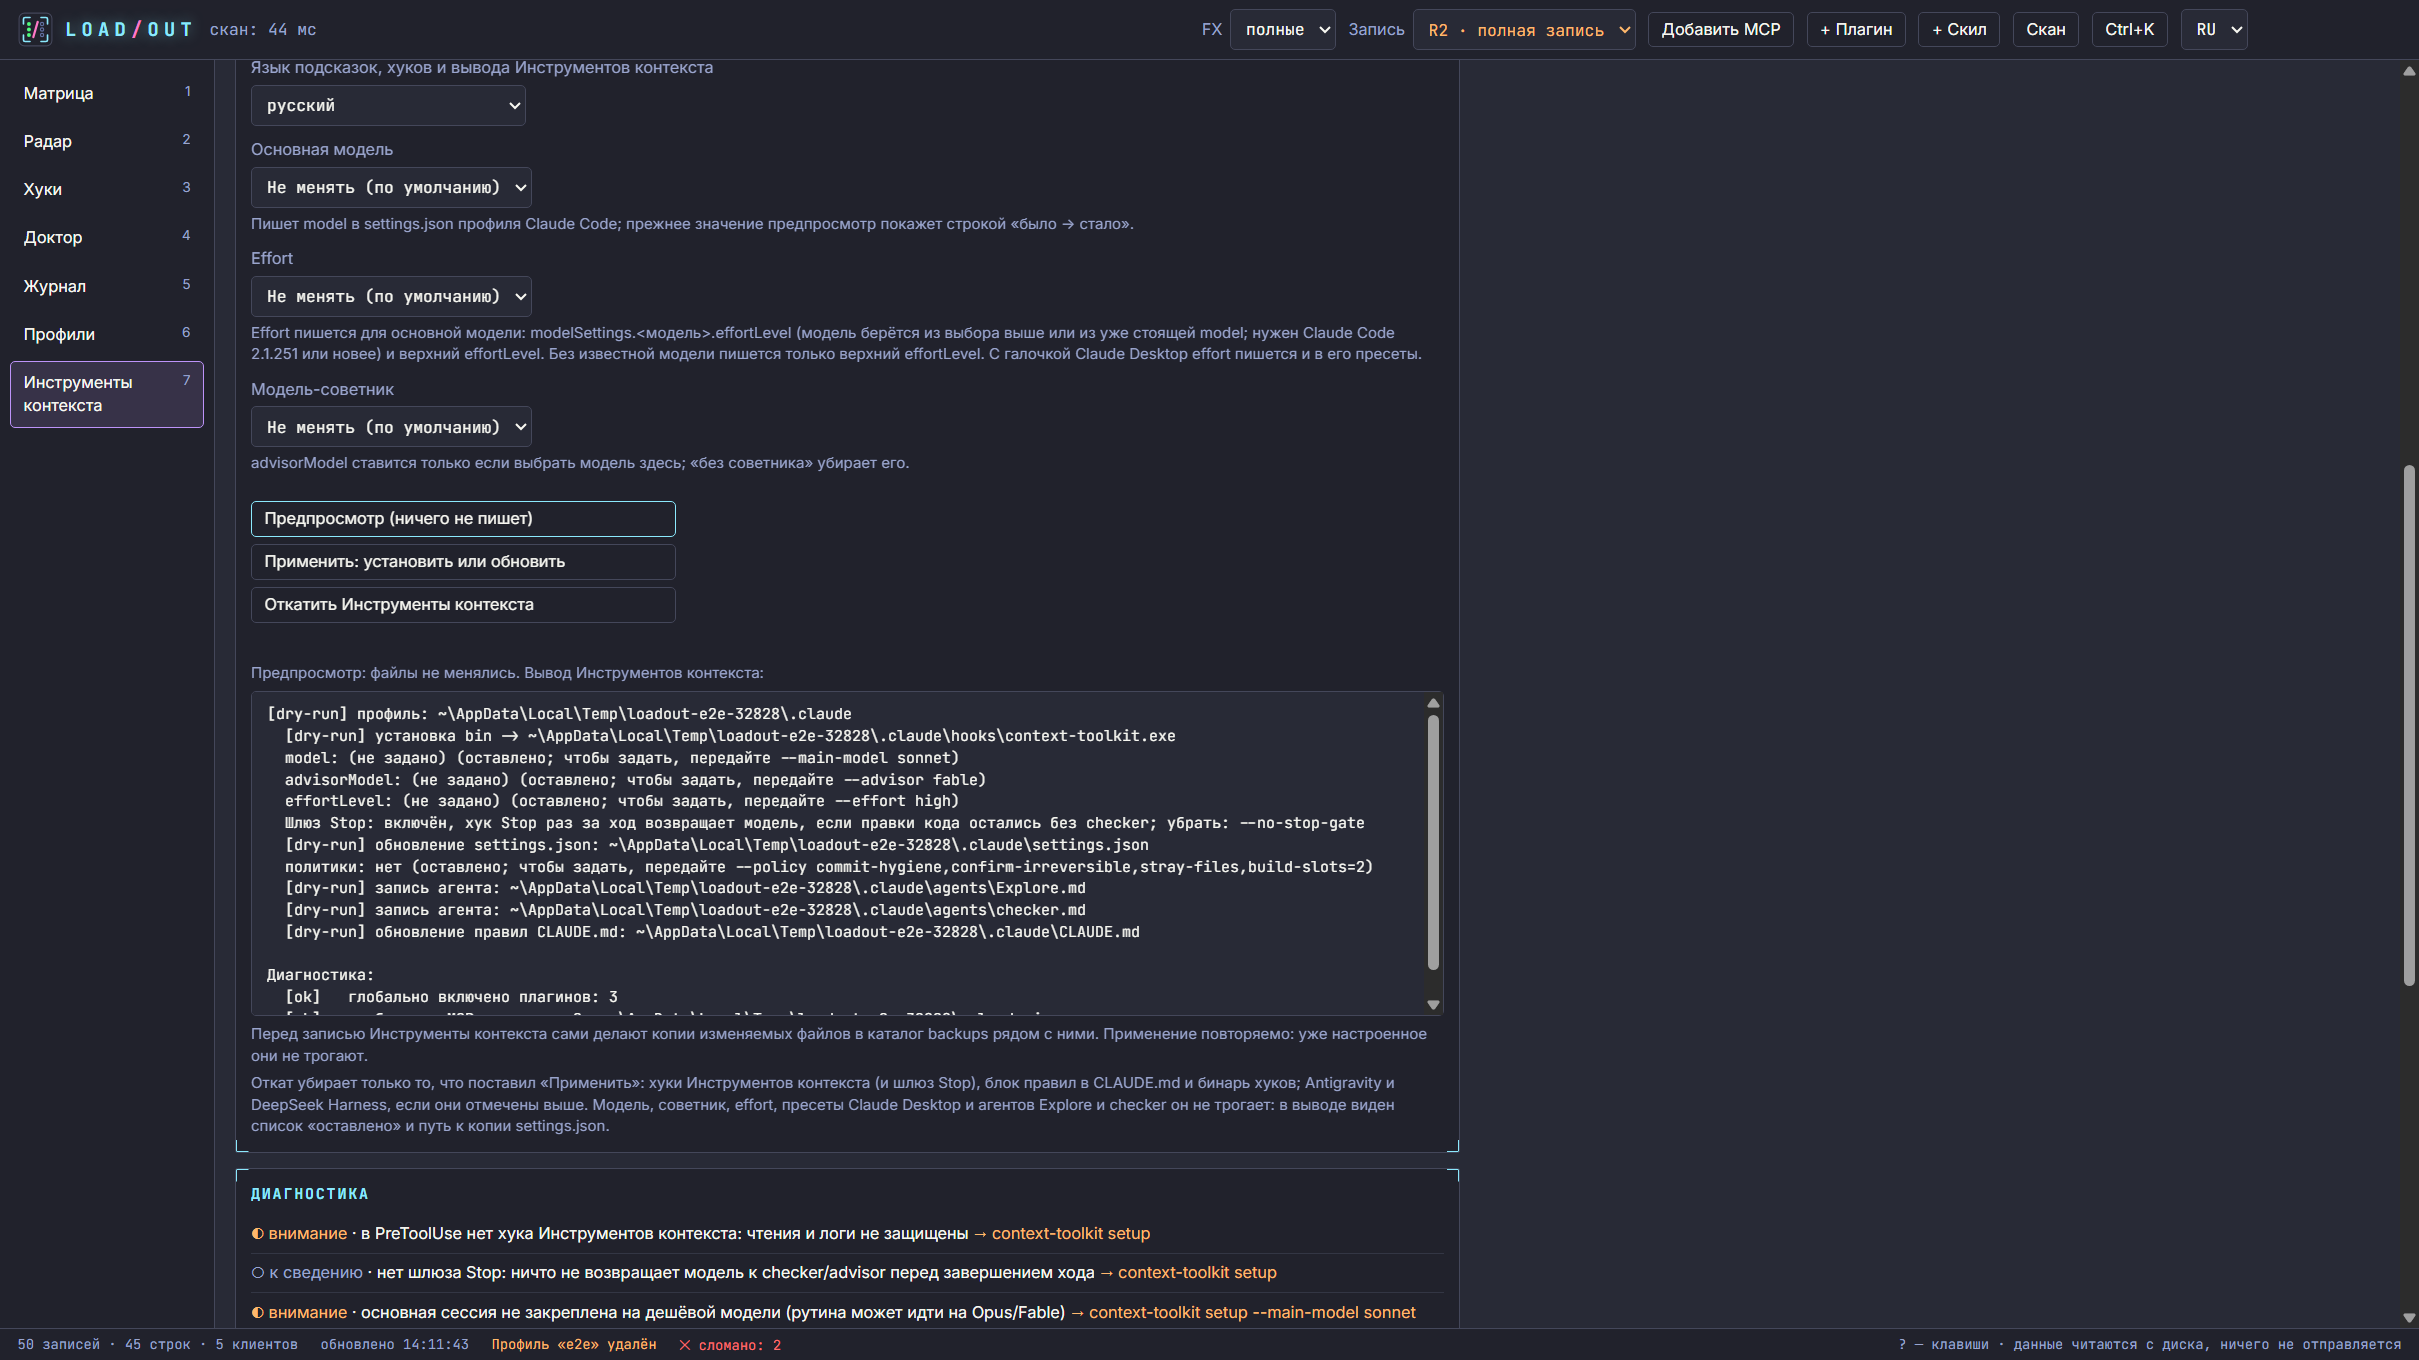 LOAD/OUT скан: 44 мс FX полные Запись R2 · полная запись Добавить MCP + Плагин + Скил Скан Ctrl+K RU
Матрица 1
Радар 2
Хуки 3
Доктор 4
Журнал 5
Профили 6
Инструменты контекста 7
Язык подсказок, хуков и вывода Инструментов контекста
русский
Основная модель
Не менять (по умолчанию)
Пишет model в settings.json профиля Claude Code; прежнее значение предпросмотр покажет строкой «было → стало».
Effort
Не менять (по умолчанию)
Effort пишется для основной модели: modelSettings.<модель>.effortLevel (модель берётся из выбора выше или из уже стоящей model; нужен Claude Code
2.1.251 или новее) и верхний effortLevel. Без известной модели пишется только верхний effortLevel. С галочкой Claude Desktop effort пишется и в его пресеты.
Модель-советник
Не менять (по умолчанию)
advisorModel ставится только если выбрать модель здесь; «без советника» убирает его.
Предпросмотр (ничего не пишет)
Применить: установить или обновить
Откатить Инструменты контекста
Предпросмотр: файлы не менялись. Вывод Инструментов контекста:
[dry-run] профиль: ~\AppData\Local\Temp\loadout-e2e-32828\.claude
[dry-run] установка bin —> ~\AppData\Local\Temp\loadout-e2e-32828\.claude\hooks\context-toolkit.exe
model: (не задано) (оставлено; чтобы задать, передайте --main-model sonnet)
advisorModel: (не задано) (оставлено; чтобы задать, передайте --advisor fable)
effortLevel: (не задано) (оставлено; чтобы задать, передайте --effort high)
Шлюз Stop: включён, хук Stop раз за ход возвращает модель, если правки кода остались без checker; убрать: --no-stop-gate
[dry-run] обновление settings.json: ~\AppData\Local\Temp\loadout-e2e-32828\.claude\settings.json
политики: нет (оставлено; чтобы задать, передайте --policy commit-hygiene,confirm-irreversible,stray-files,build-slots=2)
[dry-run] запись агента: ~\AppData\Local\Temp\loadout-e2e-32828\.claude\agents\Explore.md
[dry-run] запись агента: ~\AppData\Local\Temp\loadout-e2e-32828\.claude\agents\checker.md
[dry-run] обновление правил CLAUDE.md: ~\AppData\Local\Temp\loadout-e2e-32828\.claude\CLAUDE.md
Диагностика:
[ok] глобально включено плагинов: 3
Перед записью Инструменты контекста сами делают копии изменяемых файлов в каталог backups рядом с ними. Применение повторяемо: уже настроенное
они не трогают.
Откат убирает только то, что поставил «Применить»: хуки Инструментов контекста (и шлюз Stop), блок правил в CLAUDE.md и бинарь хуков; Antigravity и
DeepSeek Harness, если они отмечены выше. Модель, советник, effort, пресеты Claude Desktop и агентов Explore и checker он не трогает: в выводе виден
список «оставлено» и путь к копии settings.json.
ДИАГНОСТИКА
внимание · в PreToolUse нет хука Инструментов контекста: чтения и логи не защищены → context-toolkit setup
к сведению · нет шлюза Stop: ничто не возвращает модель к checker/advisor перед завершением хода → context-toolkit setup
внимание · основная сессия не закреплена на дешёвой модели (рутина может идти на Opus/Fable) → context-toolkit setup --main-model sonnet
50 записей · 45 строк · 5 клиентов обновлено 14:11:43 Профиль «e2e» удалён ✕ сломано: 2 ? — клавиши · данные читаются с диска, ничего не отправляется